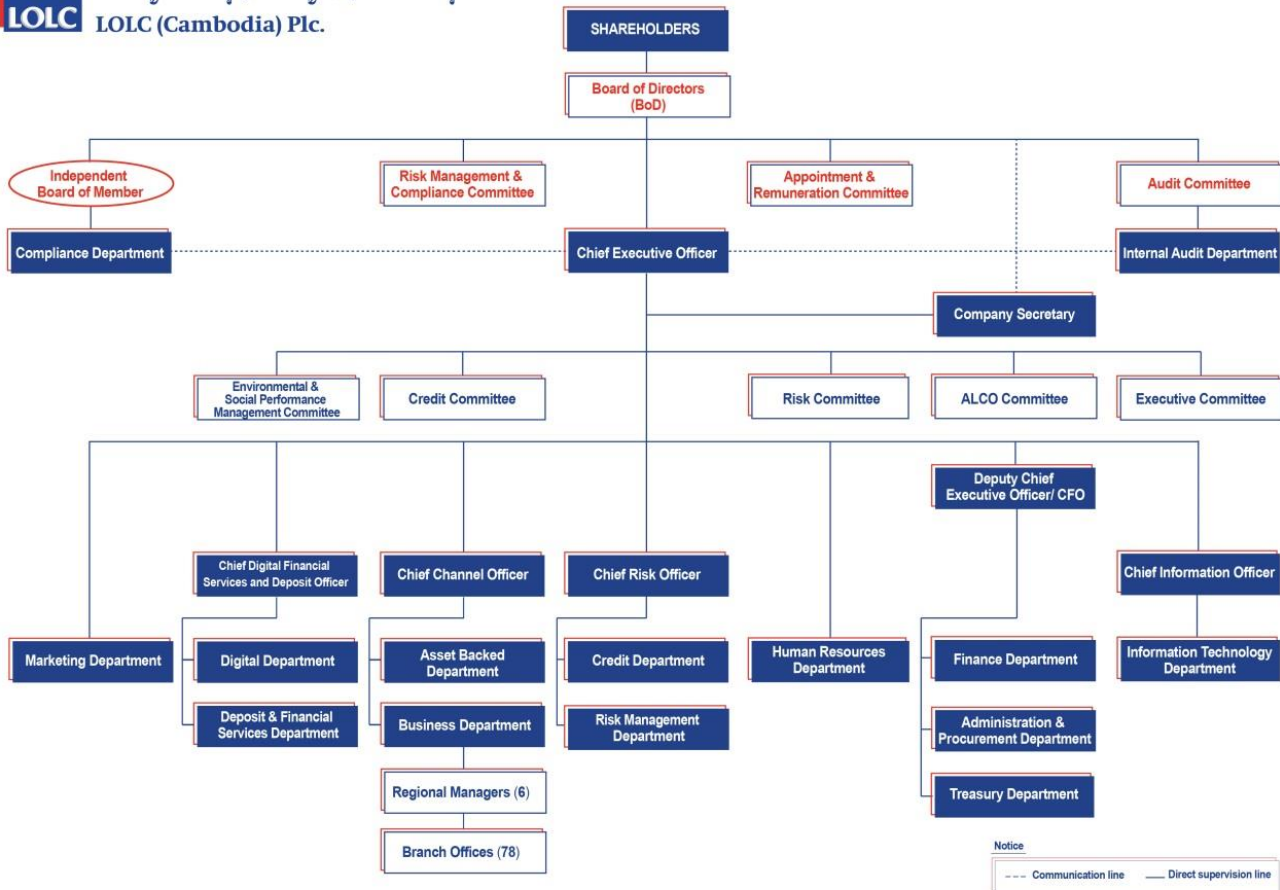 LOLC
LOLC (Cambodia) Plc.
SHAREHOLDERS
Board of Directors
(BoD)
Independent
Board of Member
Risk Management &
Compliance Committee
Appointment &
Remuneration Committee
Audit Committee
Compliance Department
Chief Executive Officer
Internal Audit Department
Company Secretary
Environmental &
Social Performance
Management Committee
Credit Committee
Risk Committee
ALCO Committee
Executive Committee
Deputy Chief
Executive Officer/ CFO
Chief Digital Financial
Services and Deposit Officer
Chief Channel Officer
Chief Risk Officer
Chief Information Officer
Marketing Department
Digital Department
Asset Backed
Department
Credit Department
Human Resources
Department
Finance Department
Information Technology
Department
Deposit & Financial
Services Department
Business Department
Risk Management
Department
Administration &
Procurement Department
Regional Managers (6)
Treasury Department
Branch Offices (78)
Notice
Communication line
Direct supervision line